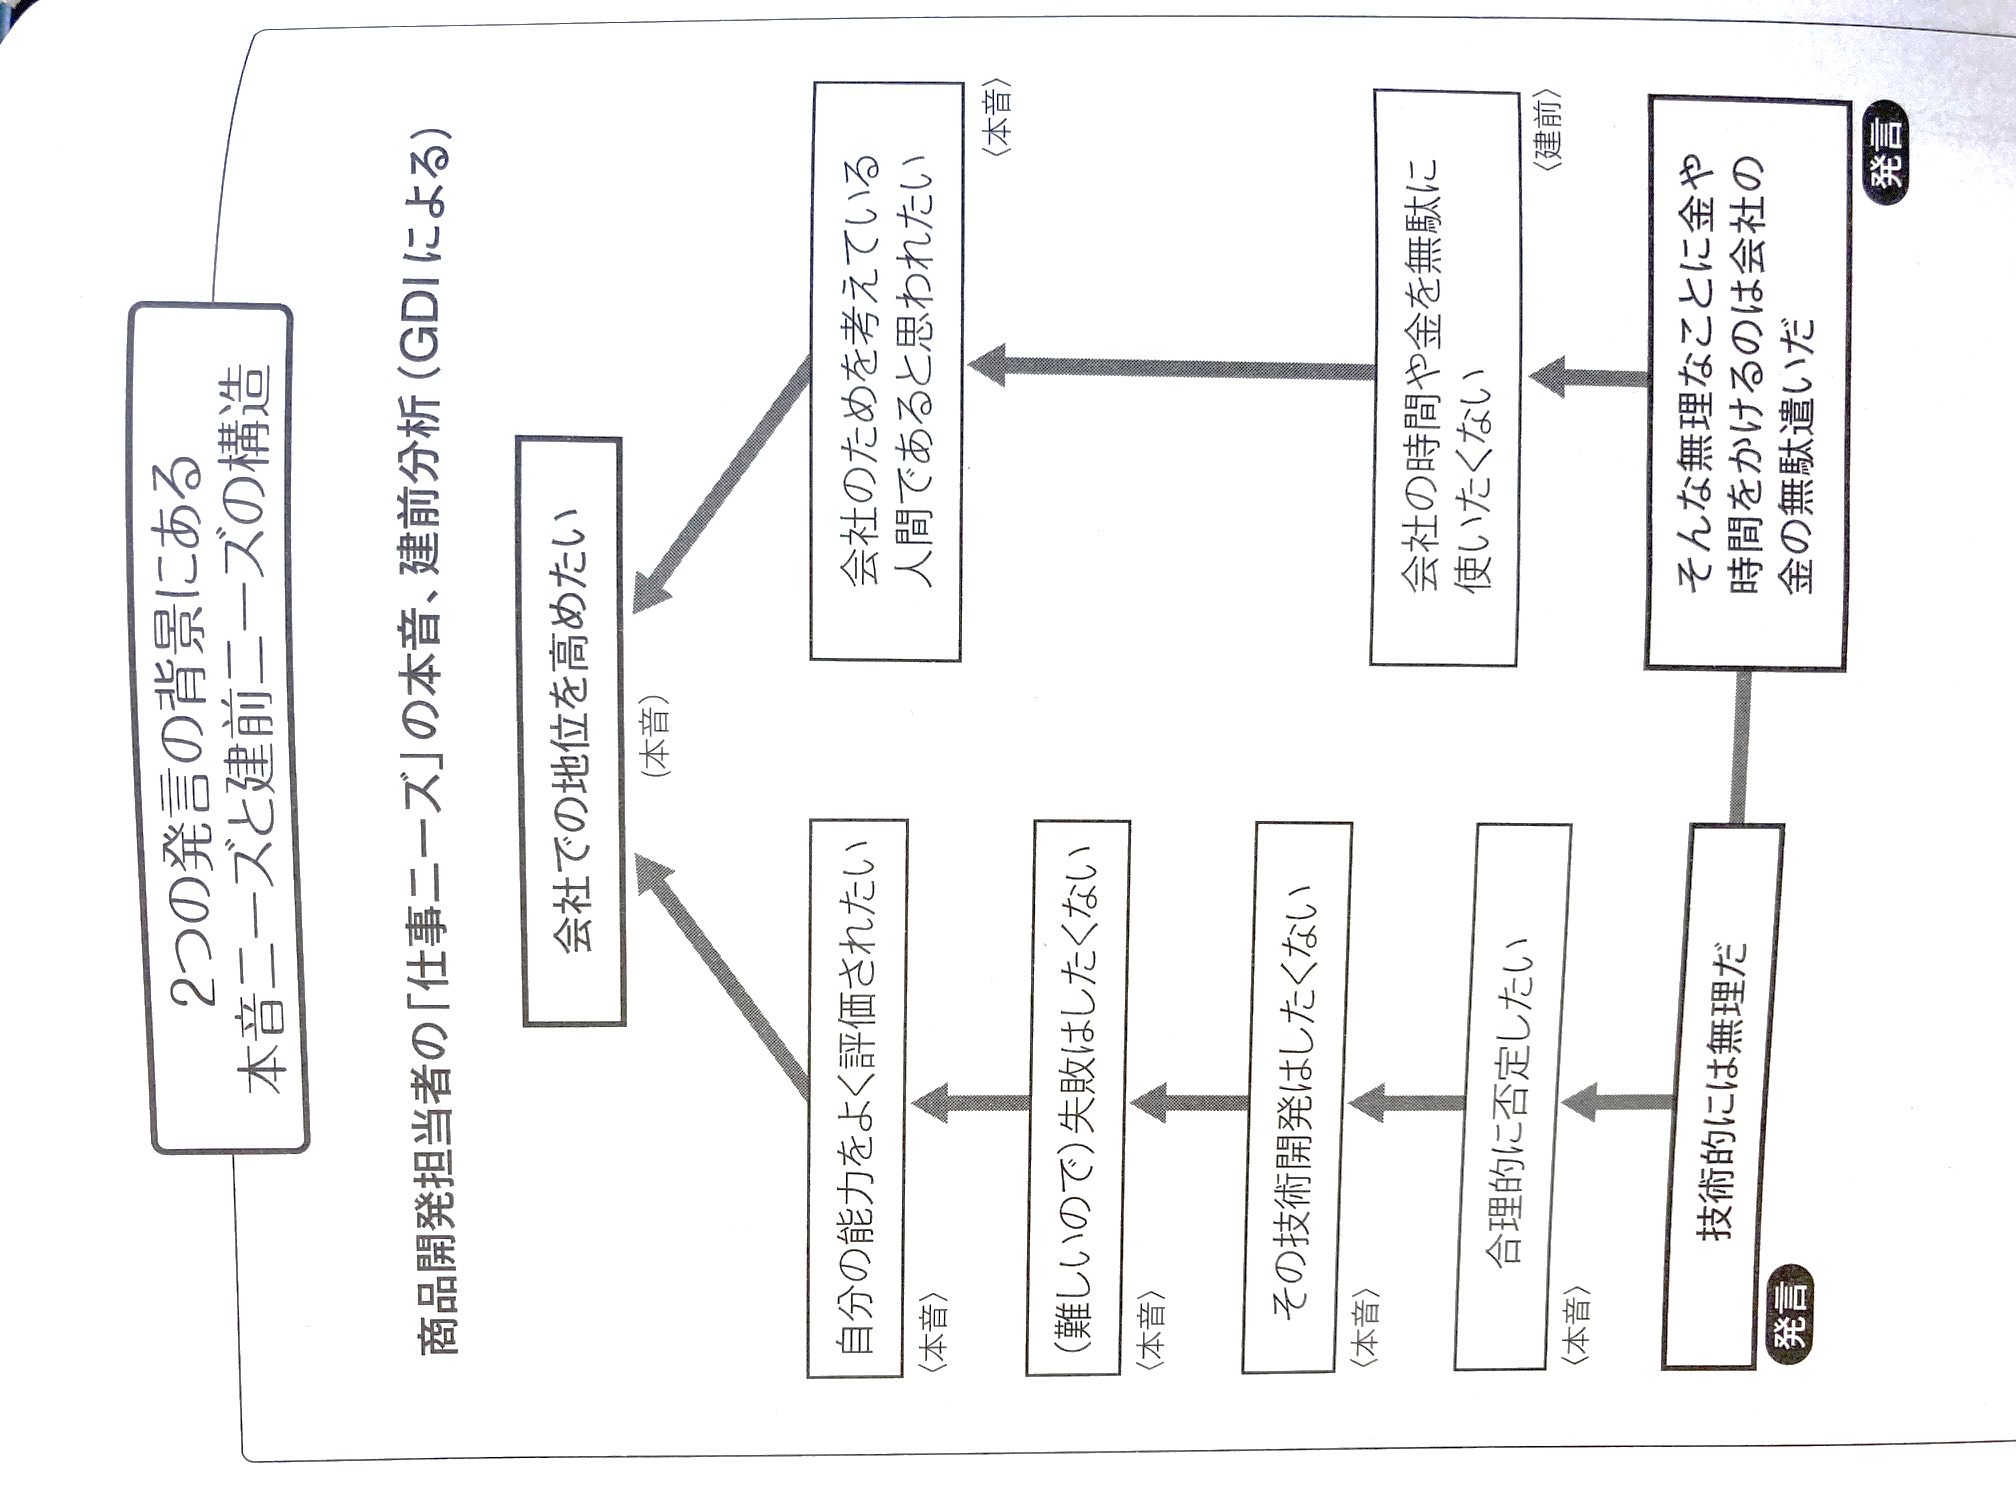 2つの発言の背景にある
本音ニーズと建前ニーズの構造
商品開発担当者の「仕事ニーズ」の本音、建前分析（GDIによる）
会社での地位を高めたい
（本音）
自分の能力をよく評価されたい
〈本音〉
（難しいので）失敗はしたくない
〈本音〉
その技術開発はしたくない
〈本音〉
合理的に否定したい
〈本音〉
技術的には無理だ
発言
会社のためを考えている
人間であると思われたい
〈本音〉
会社の時間や金を無駄に
使いたくない
〈建前〉
そんな無理なことに金や
時間をかけるのは会社の
金の無駄遣いだ
発言